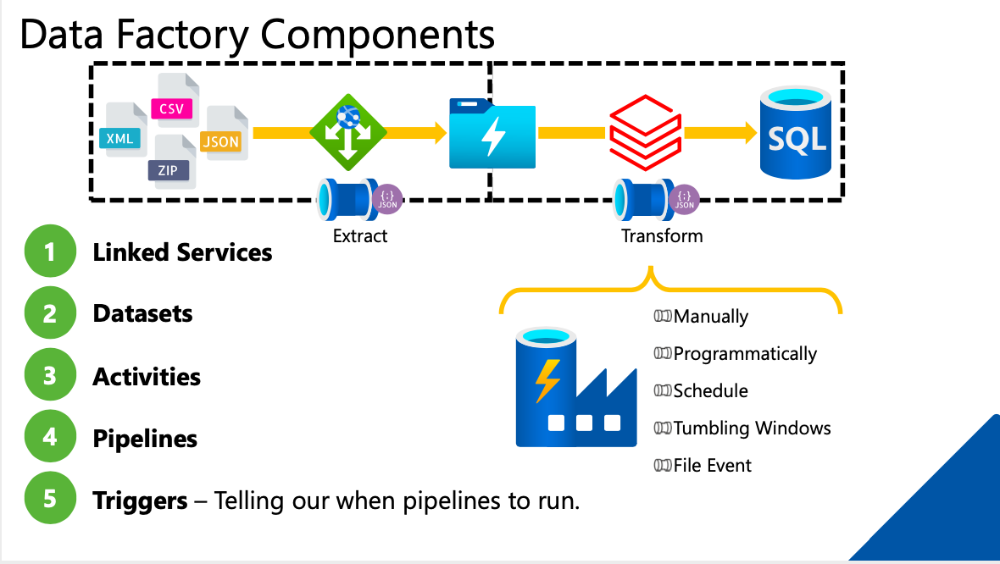 Data Factory Components
CSV
XML
JSON
ZIP
SQL
{;}
JSON
{;}
JSON
Extract
Transform
1 Linked Services
2 Datasets
3 Activities
4 Pipelines
5 Triggers – Telling our when pipelines to run.
Manually
Programmatically
Schedule
Tumbling Windows
File Event